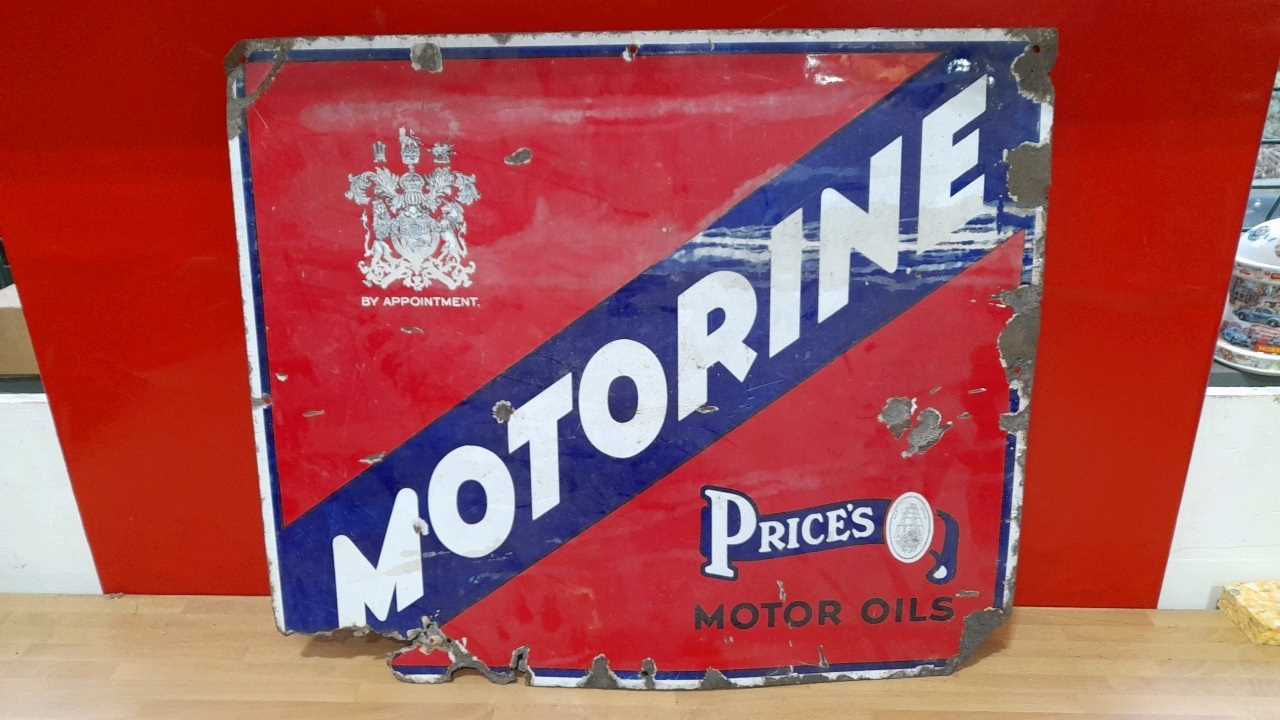 BY APPOINTMENT.
MOTORINE
PRICE'S
MOTOR OILS